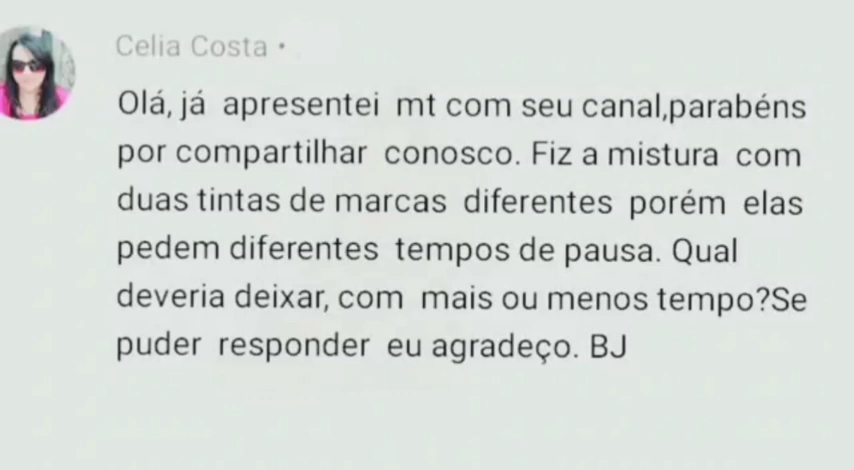 Celia Costa •
Olá, já apresentei mt com seu canal,parabéns
por compartilhar conosco. Fiz a mistura com
duas tintas de marcas diferentes porém elas
pedem diferentes tempos de pausa. Qual
deveria deixar, com mais ou menos tempo?Se
puder responder eu agradeço. BJ